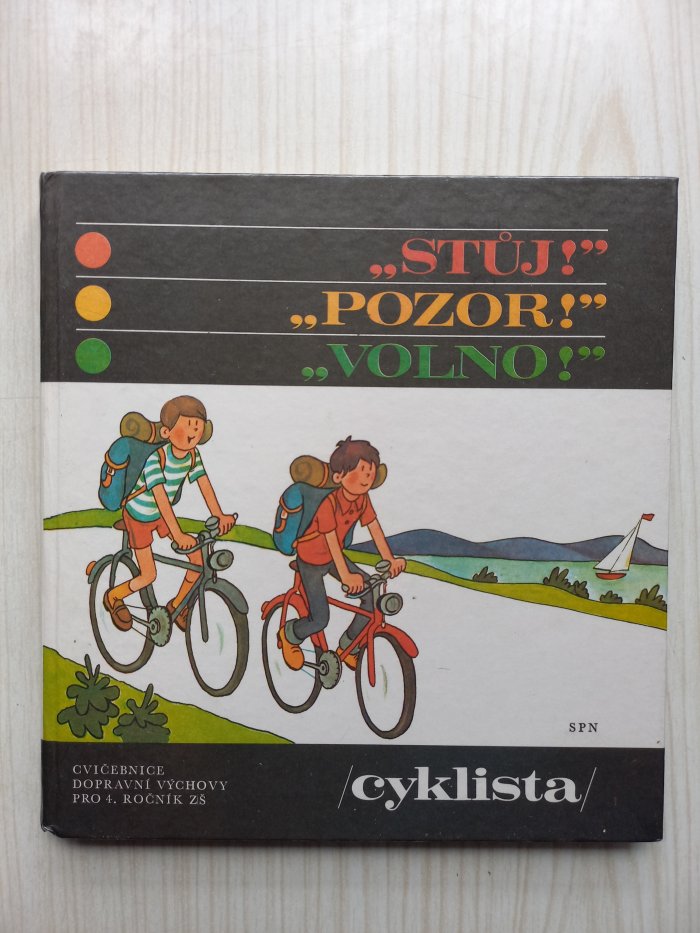 „STŮJ!”
„POZOR!”
„VOLNO!”
SPN
CVIČEBNICE
DOPRAVNÍ VÝCHOVY
PRO 4. ROČNÍK ZŠ
/cyklista/